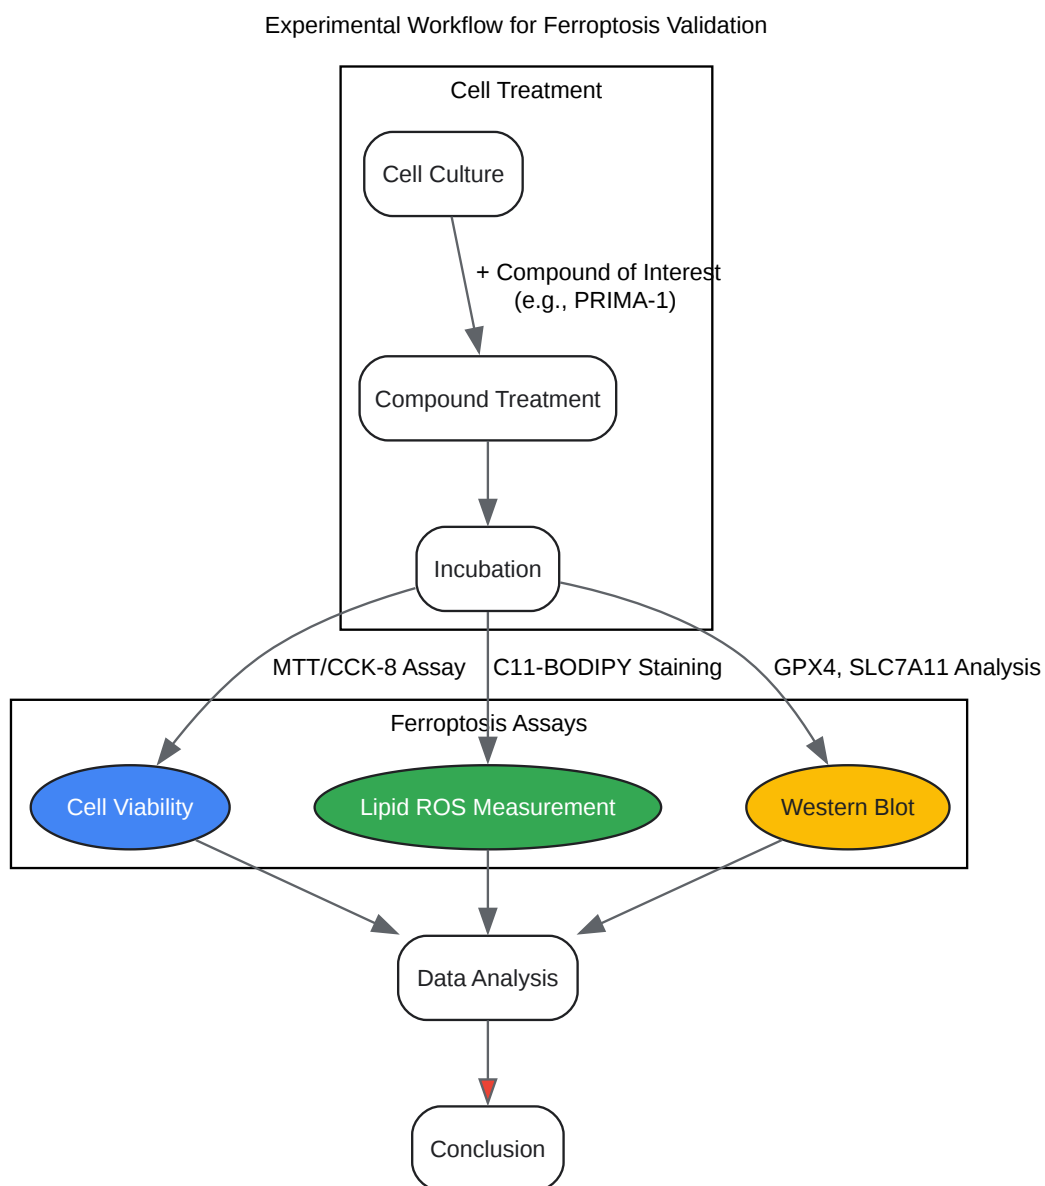 Experimental Workflow for Ferroptosis Validation
Cell Treatment
Cell Culture
+ Compound of Interest
(e.g., PRIMA-1)
Compound Treatment
Incubation
MTT/CCK-8 Assay
C11-BODIPY Staining
GPX4, SLC7A11 Analysis
Ferroptosis Assays
Cell Viability
Lipid ROS Measurement
Western Blot
Data Analysis
Conclusion